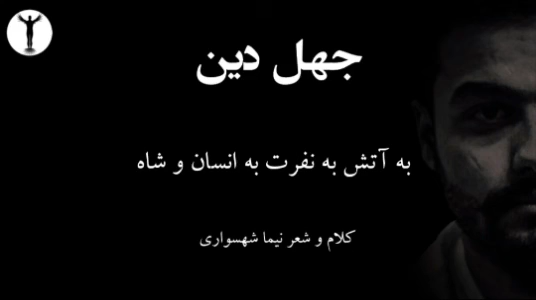 جهل دین
به آتش به نفرت به انسان و شاه
کلام و شعر نیما شهسواری